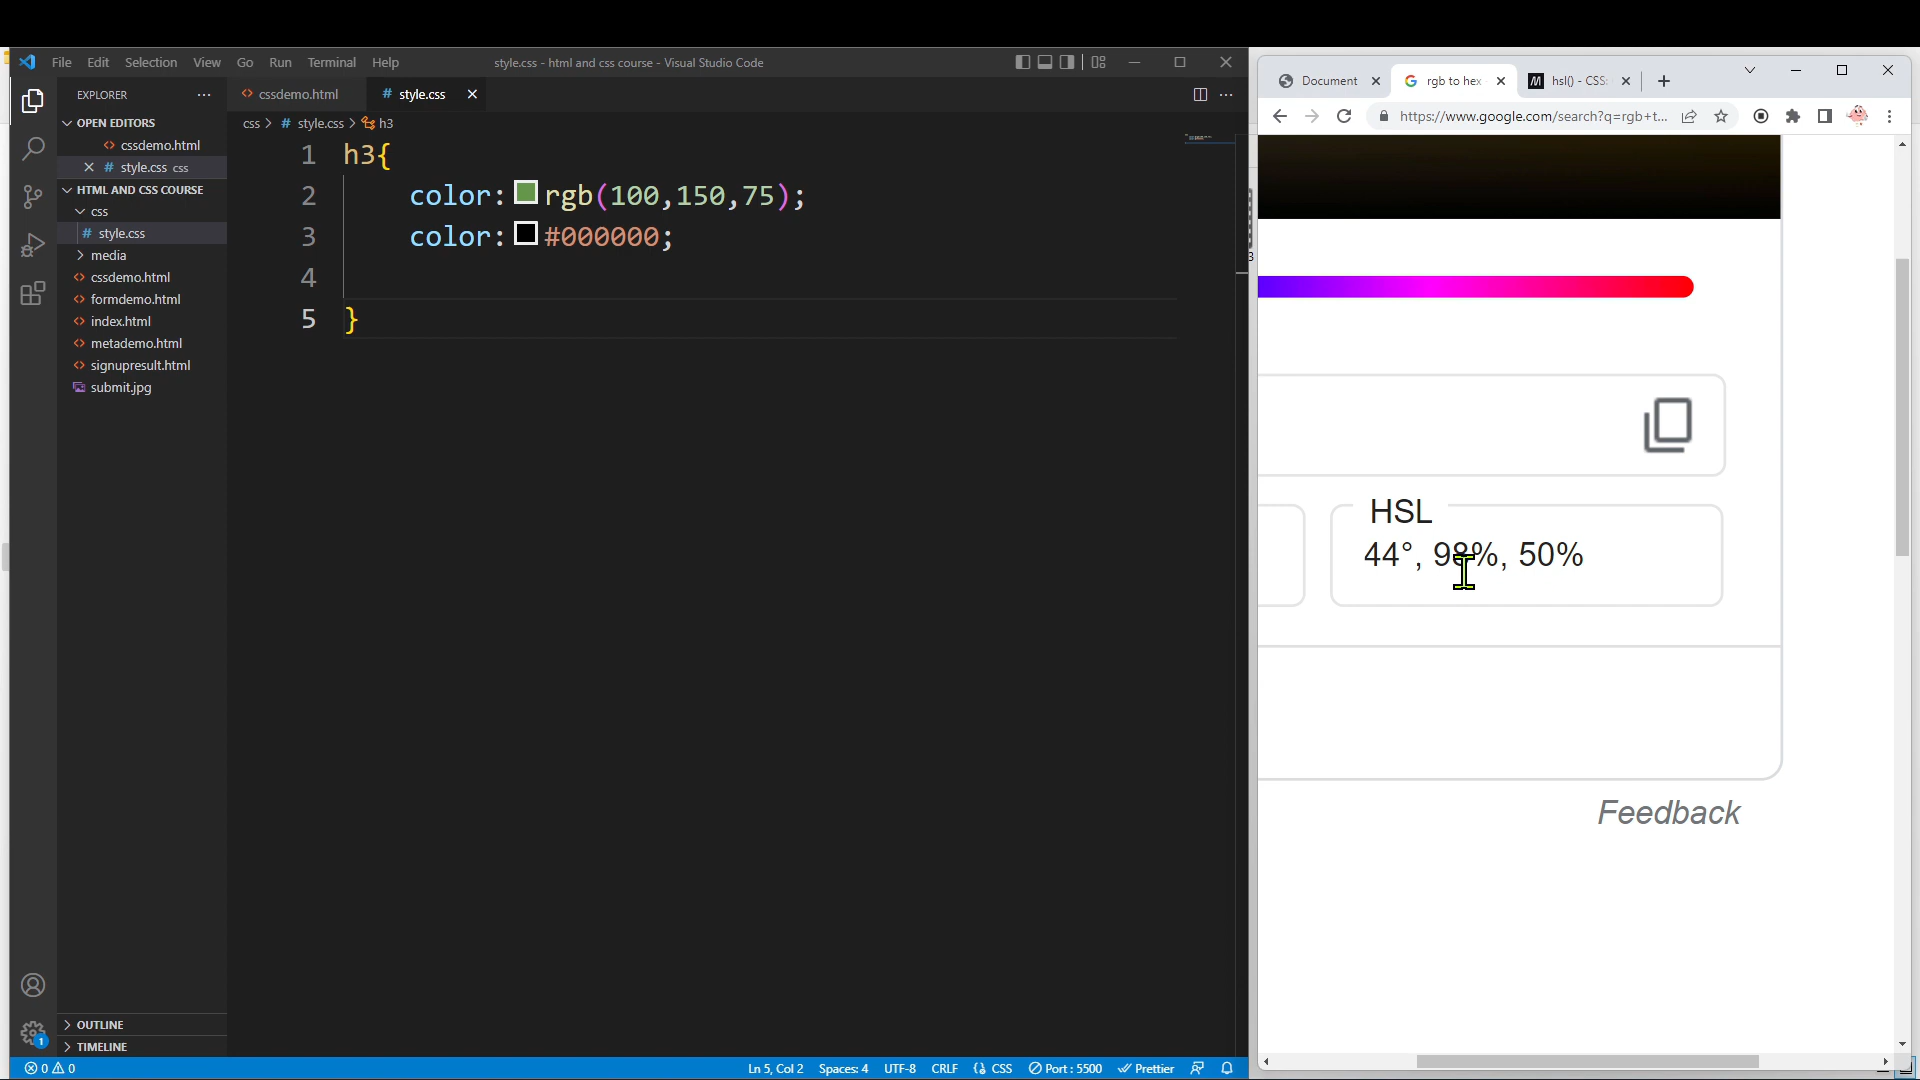 File Edit Selection View Go Run Terminal Help
style.css - html and css course - Visual Studio Code
EXPLORER
OPEN EDITORS
cssdemo.html
style.css css
HTML AND CSS COURSE
css
style.css
media
cssdemo.html
formdemo.html
index.html
metademo.html
signupresult.html
submit.jpg
OUTLINE
TIMELINE
cssdemo.html
# style.css
css > # style.css > h3
1 h3{
2 color: rgb(100,150,75);
3 color: #000000;
4
5 }
0 0
Ln 5, Col 2 Spaces: 4 UTF-8 CRLF CSS Port : 5500 Prettier
1
Document
rgb to hex
hsl() - CSS:
https://www.google.com/search?q=rgb+t...
HSL
44°, 98%, 50%
Feedback